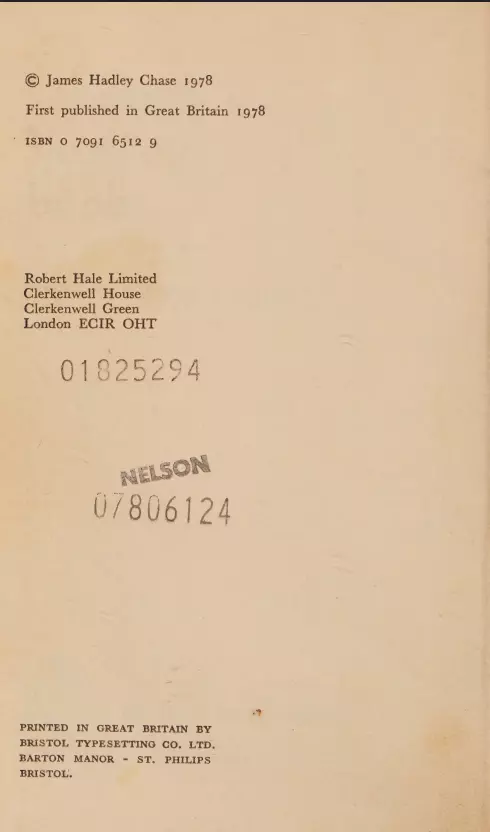 © James Hadley Chase 1978
First published in Great Britain 1978
ISBN 0 7091 6512 9
Robert Hale Limited
Clerkenwell House
Clerkenwell Green
London ECIR OHT
01825294
NELSON
07806124
PRINTED IN GREAT BRITAIN BY
BRISTOL TYPESETTING CO. LTD.
BARTON MANOR - ST. PHILIPS
BRISTOL.